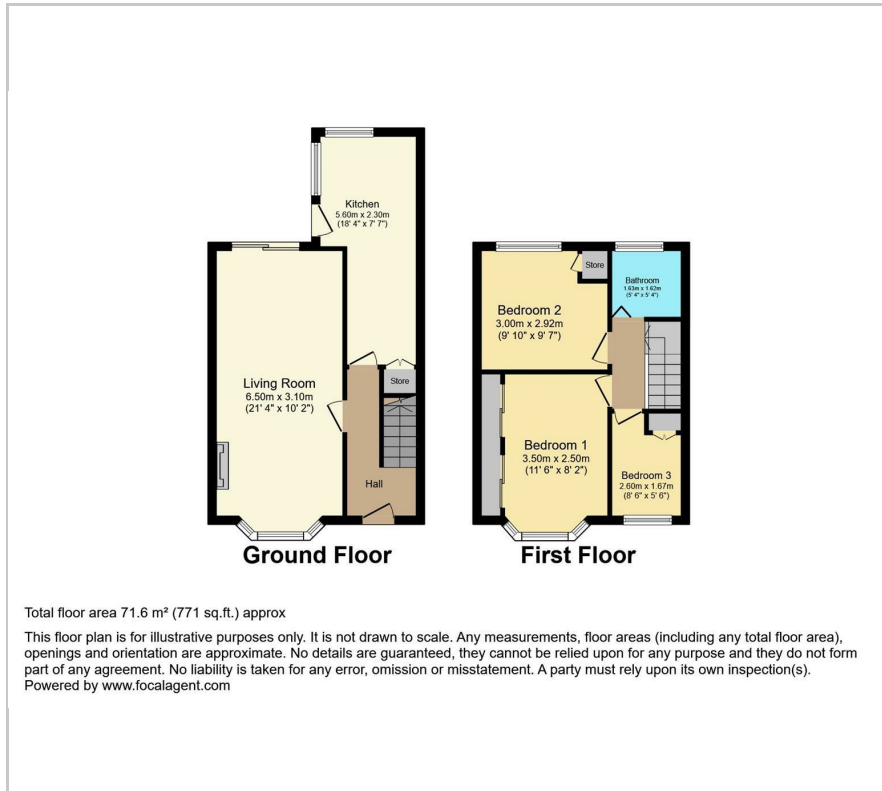 Kitchen
5.60m x 2.30m
(18' 4" x 7' 7")
Living Room
6.50m x 3.10m
(21' 4" x 10' 2")
Store
Hall
Ground Floor
Store
Bathroom
1.63m x 1.62m
(5' 4" x 5' 4")
Bedroom 2
3.00m x 2.92m
(9' 10" x 9' 7")
Bedroom 1
3.50m x 2.50m
(11' 6" x 8' 2")
Bedroom 3
2.60m x 1.67m
(8' 6" x 5' 6")
First Floor
Total floor area 71.6 m² (771 sq.ft.) approx
This floor plan is for illustrative purposes only. It is not drawn to scale. Any measurements, floor areas (including any total floor area),
openings and orientation are approximate. No details are guaranteed, they cannot be relied upon for any purpose and they do not form
part of any agreement. No liability is taken for any error, omission or misstatement. A party must rely upon its own inspection(s).
Powered by www.focalagent.com